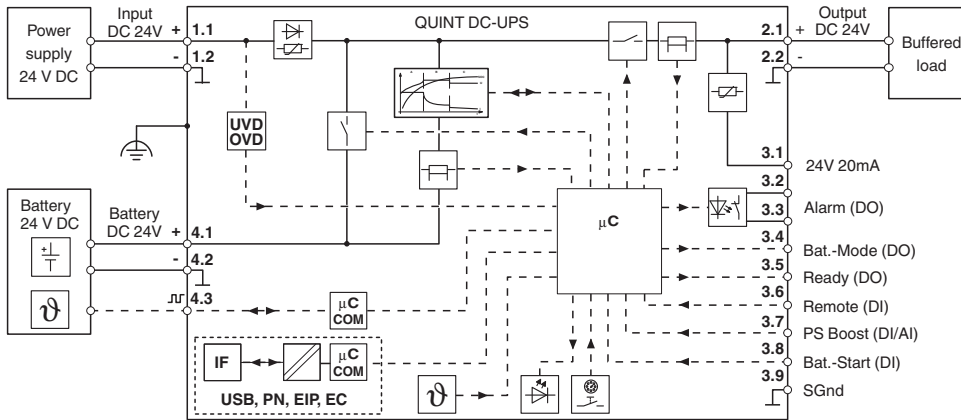 Power
supply
24 V DC
Input
DC 24V
+
1.1
-
1.2
QUINT DC-UPS
2.1
+
2.2
-
Output
DC 24V
Buffered
load
UVD
OVD
3.1
24V 20mA
3.2
3.3
Alarm (DO)
Battery
24 V DC
+
ϑ
Battery
DC 24V
+
4.1
-
4.2
4.3
µC
3.4
Bat.-Mode (DO)
3.5
Ready (DO)
3.6
Remote (DI)
3.7
PS Boost (DI/AI)
3.8
Bat.-Start (DI)
3.9
SGnd
µC
COM
IF
µC
COM
USB, PN, EIP, EC
ϑ